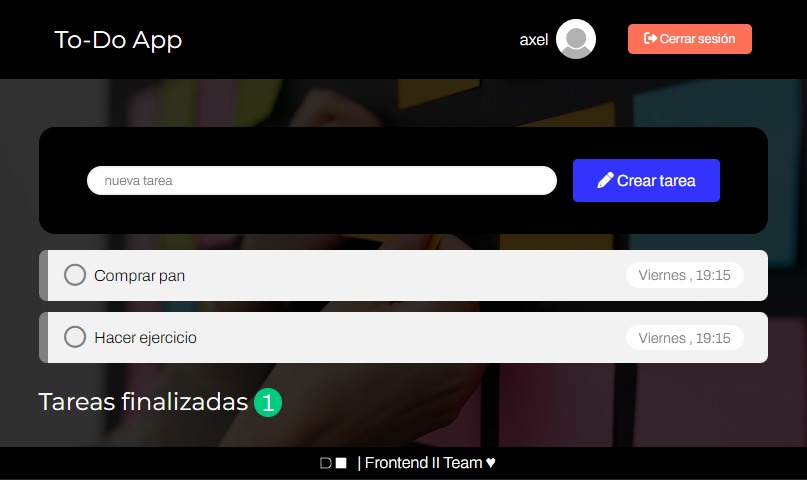 To-Do App
axel
Cerrar sesión
nueva tarea
Crear tarea
Comprar pan
Viernes , 19:15
Hacer ejercicio
Viernes , 19:15
Tareas finalizadas 1
D | Frontend II Team ♥